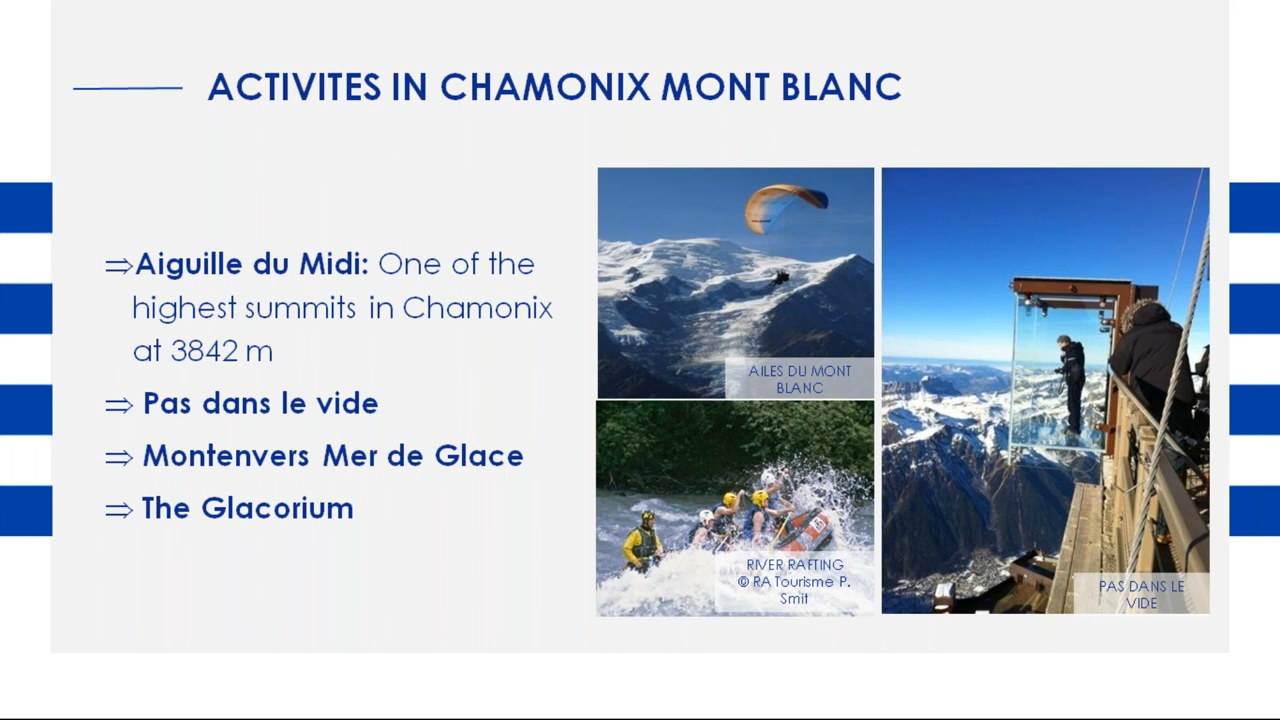 ACTIVITES IN CHAMONIX MONT BLANC
⇒Aiguille du Midi: One of the
highest summits in Chamonix
at 3842 m
⇒ Pas dans le vide
⇒ Montenvers Mer de Glace
⇒ The Glacorium
AILES DU MONT
BLANC
RIVER RAFTING
© RA Tourisme P.
Smit
PAS DANS LE
VIDE